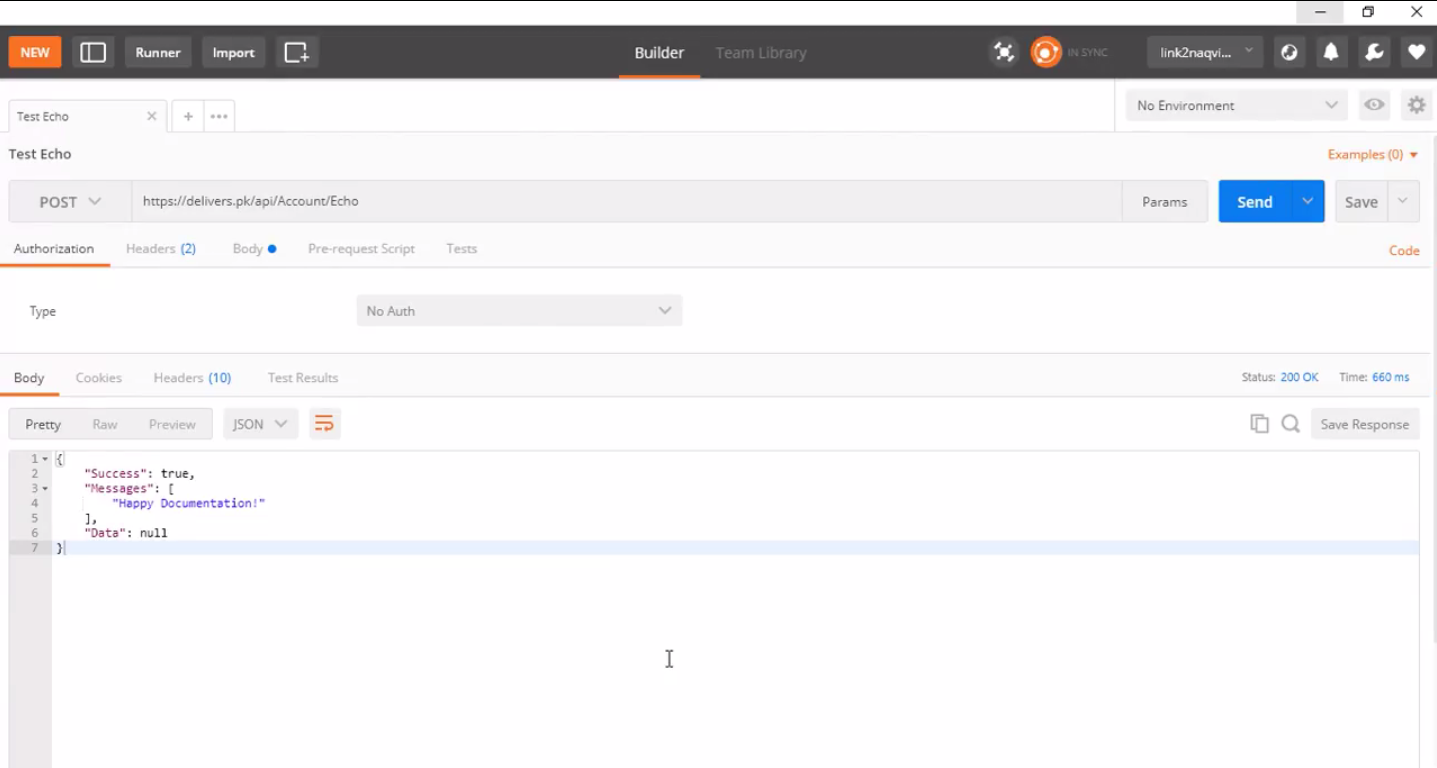 NEW Runner Import Builder Team Library IN SYNC link2naqvi...
Test Echo No Environment
Test Echo Examples (0)
POST https://delivers.pk/api/Account/Echo Params Send Save
Authorization Headers (2) Body Pre-request Script Tests Code
Type No Auth
Body Cookies Headers (10) Test Results Status: 200 OK Time: 660 ms
Pretty Raw Preview JSON Save Response
1 {
2 "Success": true,
3 "Messages": [
4 "Happy Documentation!"
5 ],
6 "Data": null
7 }